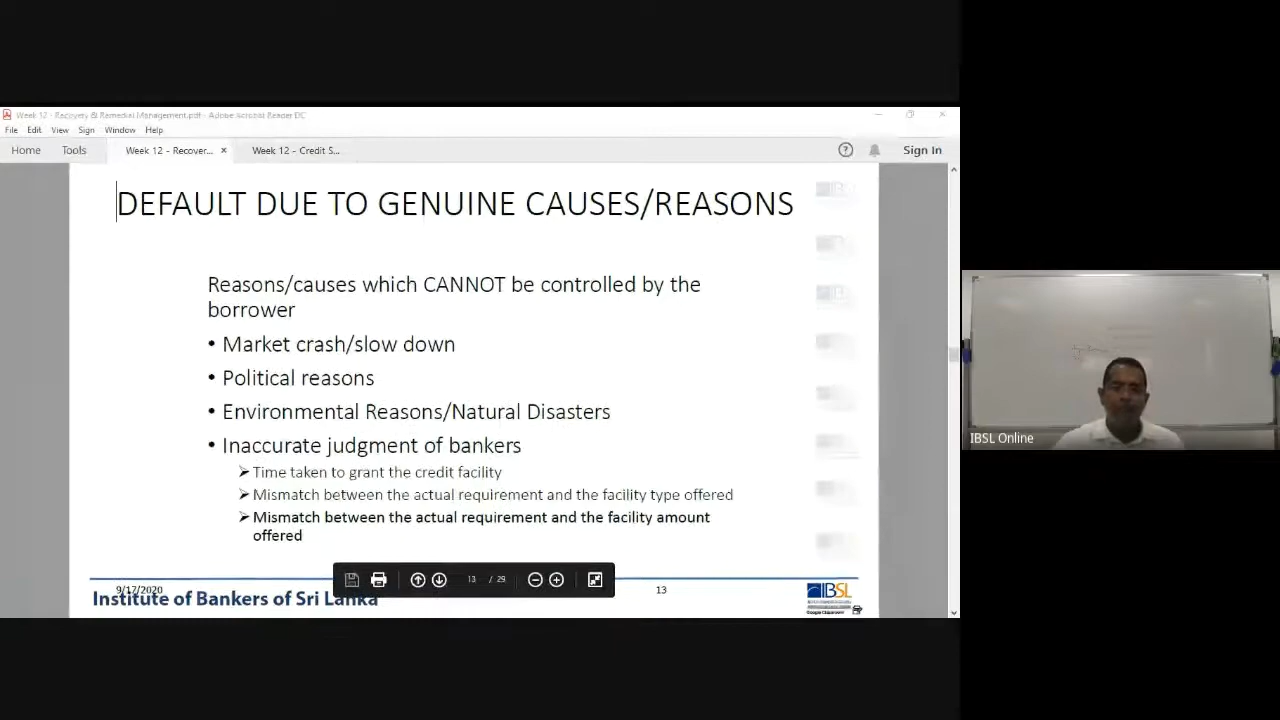 Week 12 - Recovery & Remedial Management.pdf - Adobe Acrobat Reader DC
File Edit View Sign Window Help
Home Tools Week 12 - Recover... × Week 12 - Credit S... Sign In
DEFAULT DUE TO GENUINE CAUSES/REASONS
Reasons/causes which CANNOT be controlled by the
borrower
• Market crash/slow down
• Political reasons
• Environmental Reasons/Natural Disasters
• Inaccurate judgment of bankers
➢ Time taken to grant the credit facility
➢ Mismatch between the actual requirement and the facility type offered
➢ Mismatch between the actual requirement and the facility amount
offered
13 / 29
9/17/2020
13
Institute of Bankers of Sri Lanka
IBSL
IBSL Online